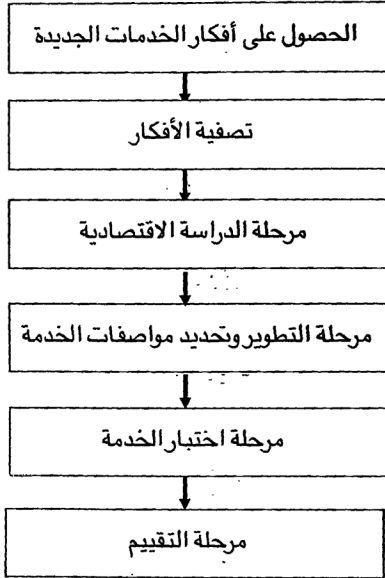 الحصول على أفكار الخدمات الجديدة
تصفية الأفكار
مرحلة الدراسة الاقتصادية
مرحلة التطوير وتحديد مواصفات الخدمة
مرحلة اختبار الخدمة
مرحلة التقييم